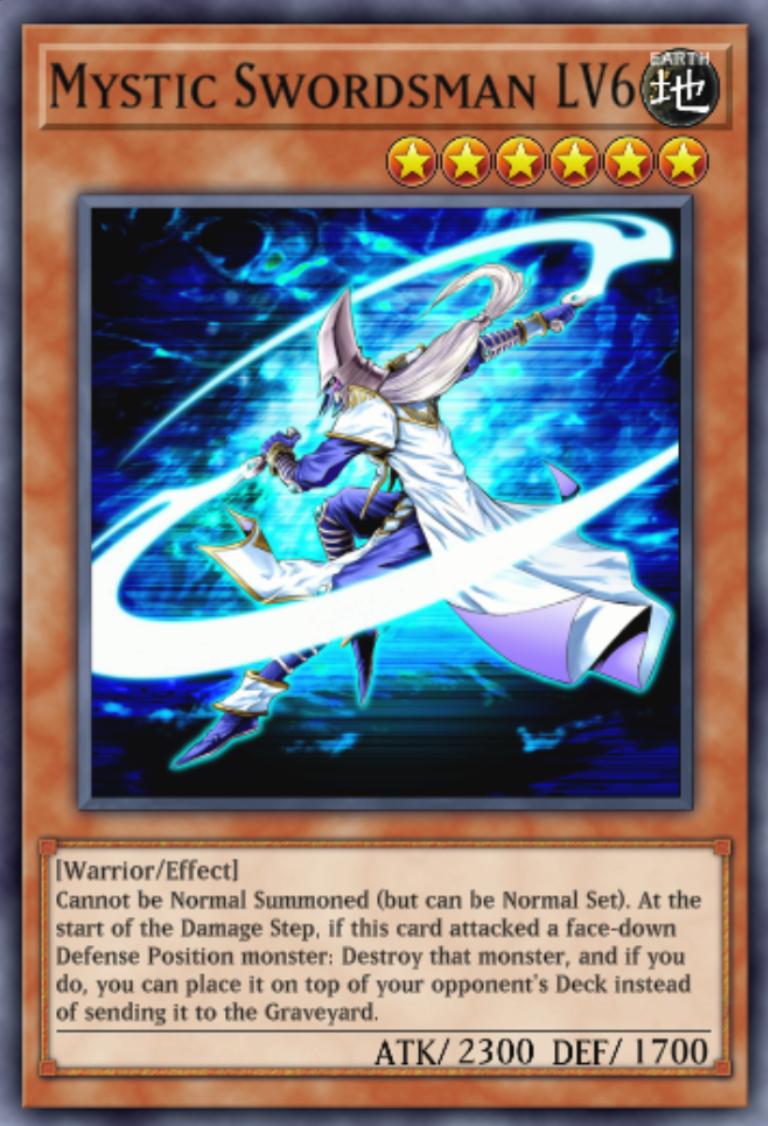 MYSTIC SWORDSMAN LV6
EARTH
地
[Warrior/Effect]
Cannot be Normal Summoned (but can be Normal Set). At the
start of the Damage Step, if this card attacked a face-down
Defense Position monster: Destroy that monster, and if you
do, you can place it on top of your opponent's Deck instead
of sending it to the Graveyard.
ATK/ 2300 DEF/ 1700